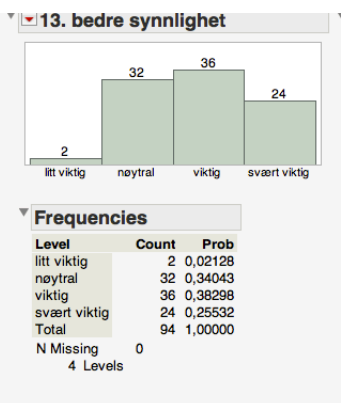 13. bedre synnlighet
36
32
24
2
litt viktig nøytral viktig svært viktig
Frequencies
Level Count Prob
litt viktig 2 0,02128
nøytral 32 0,34043
viktig 36 0,38298
svært viktig 24 0,25532
Total 94 1,00000
N Missing 0
4 Levels